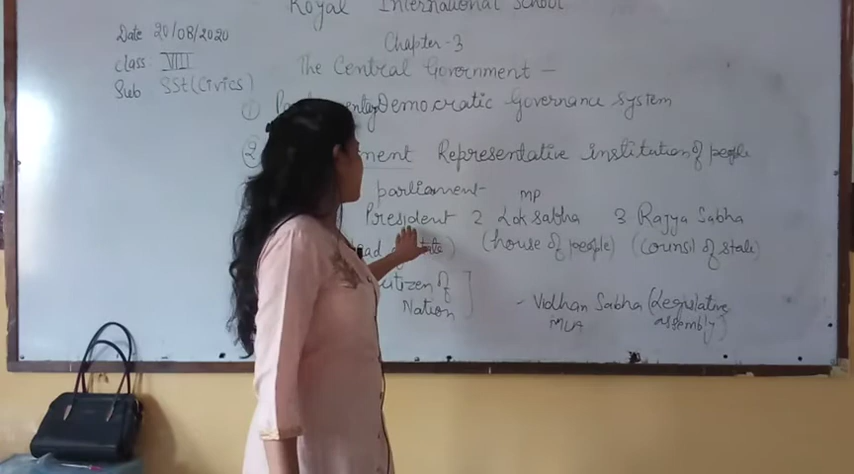 Royal International School
Date 20/08/2020
Chapter-3
Class: VIII
The Central Government -
Sub SSt(Civics)
① Democratic Governance System
② Representative institution of people
parliament- MP
President 2 Lok Sabha 3 Rajya Sabha
(house of people) (Counsil of state)
Nation
- Vidhan Sabha (Legislative
MLA assembly)